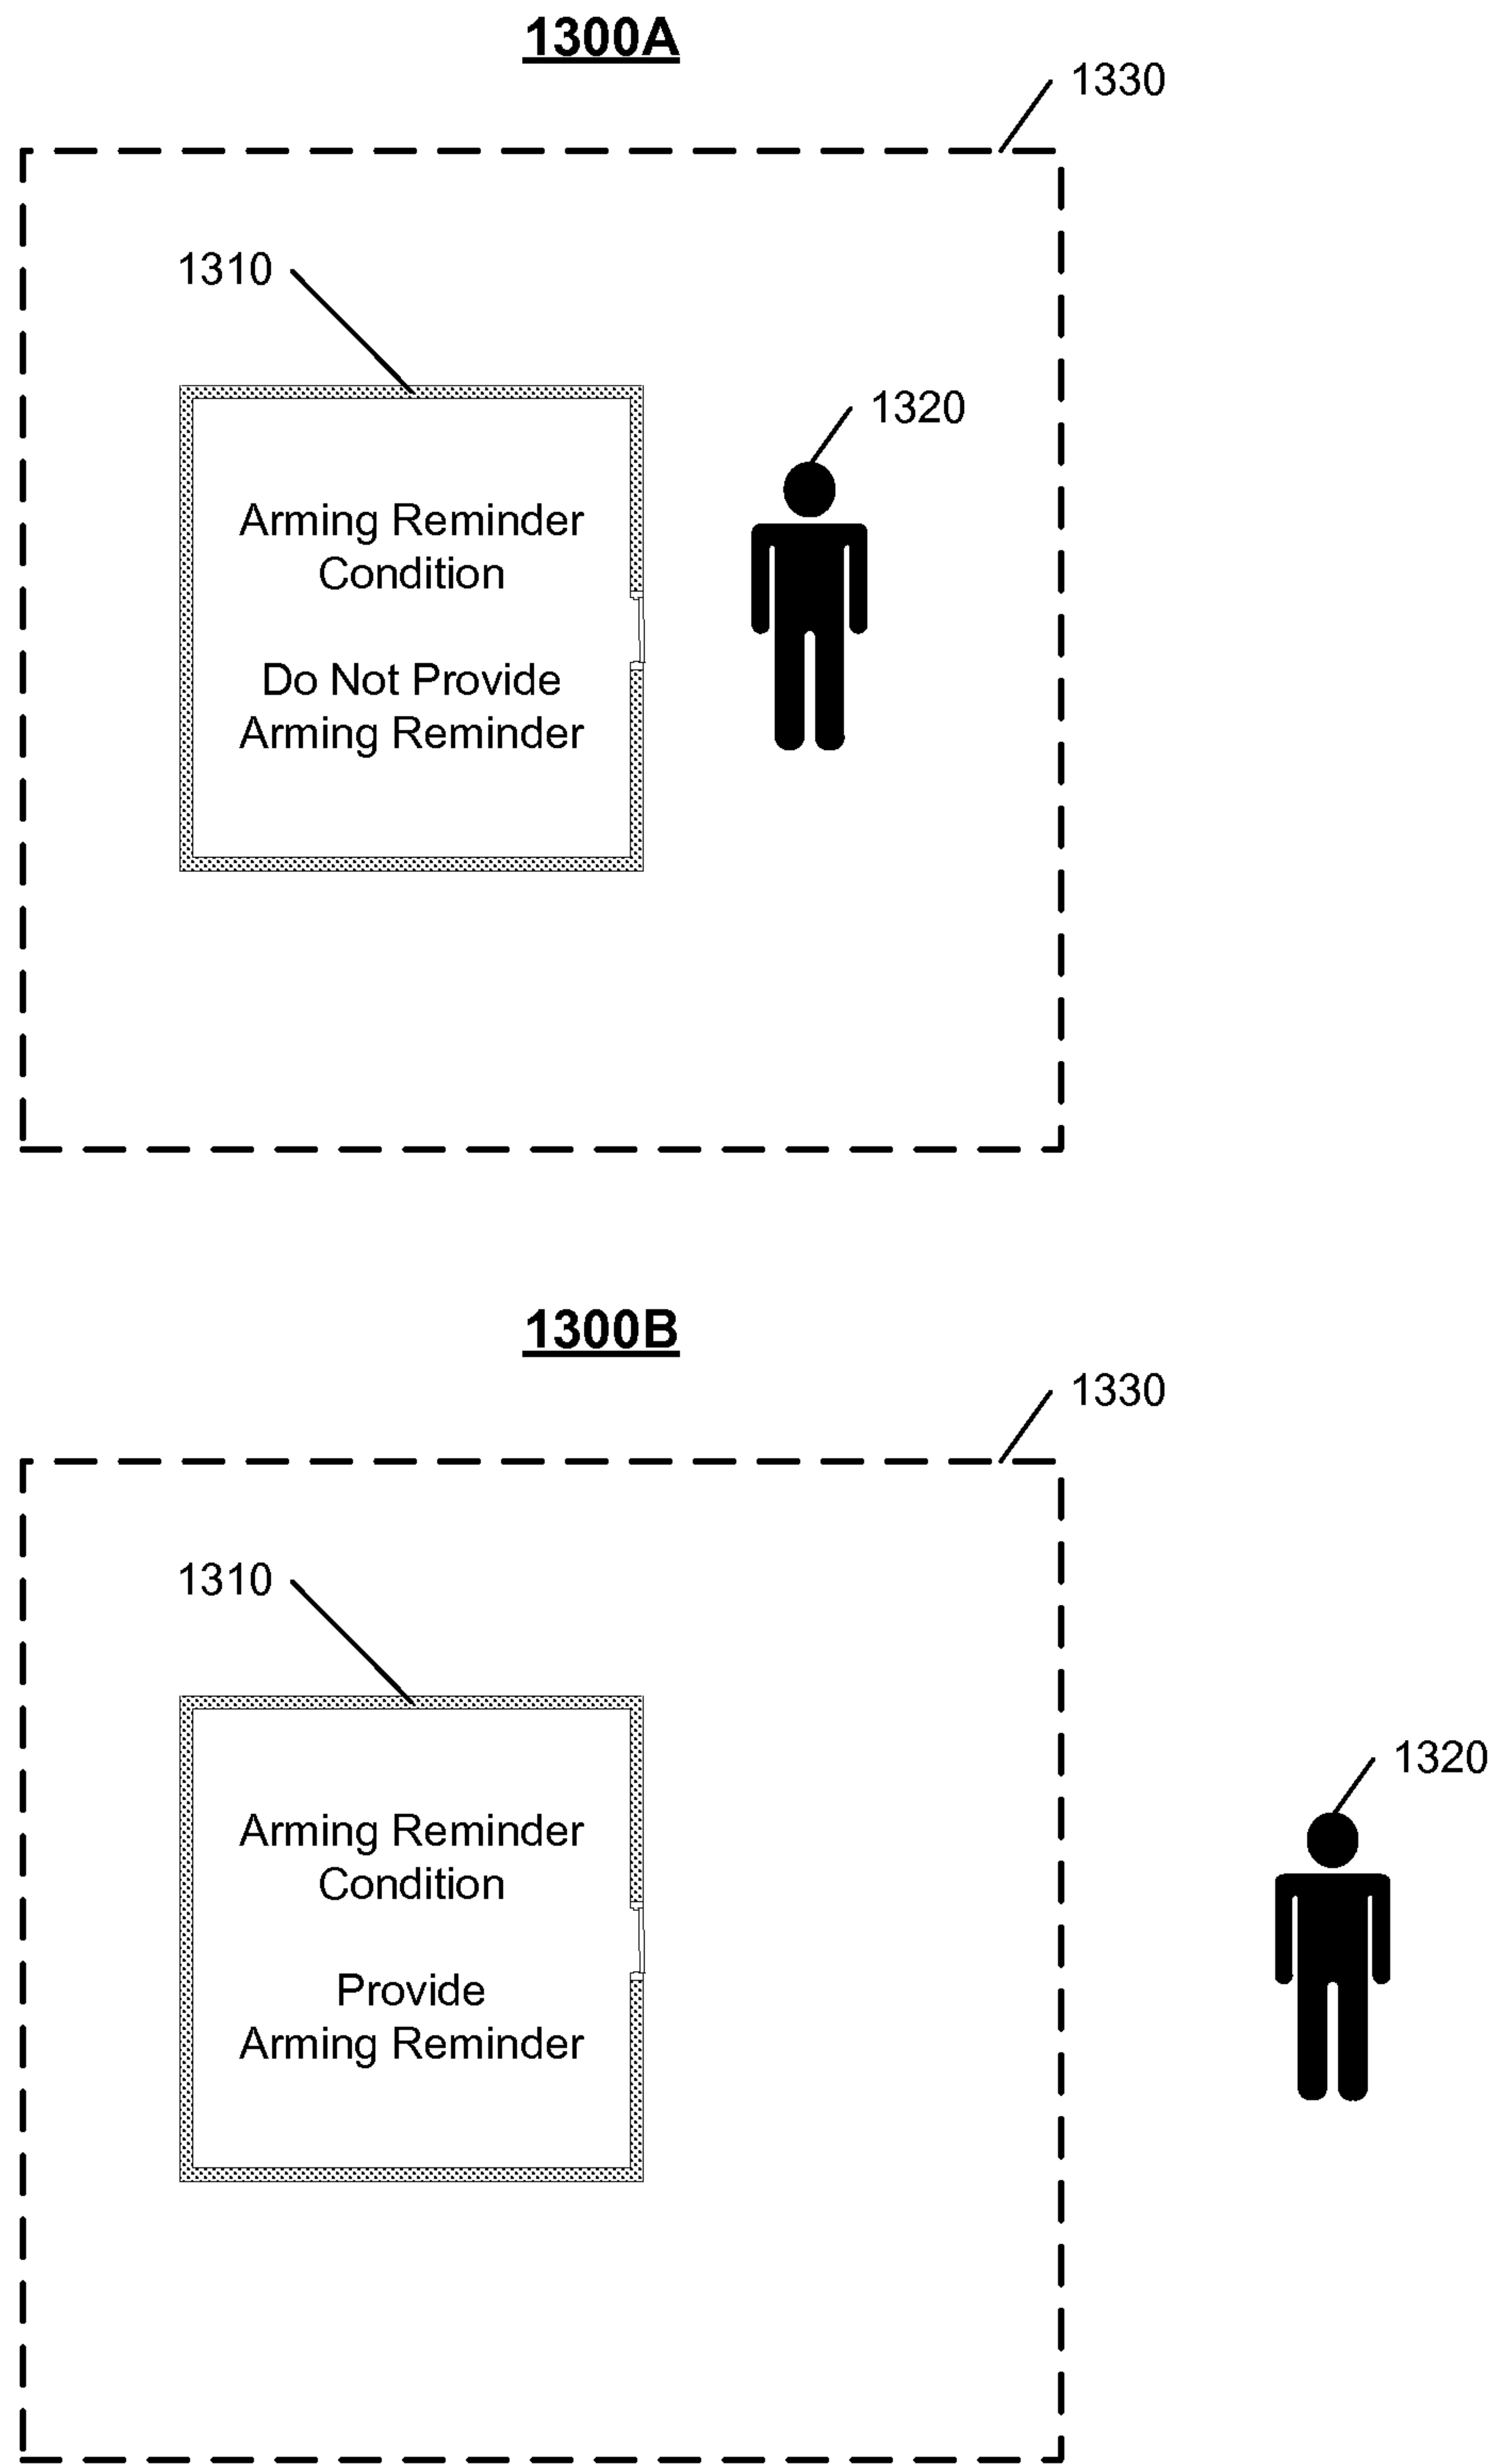 1300A
1330
1310
1320
Arming Reminder
Condition
Do Not Provide
Arming Reminder
1300B
1330
1310
1320
Arming Reminder
Condition
Provide
Arming Reminder